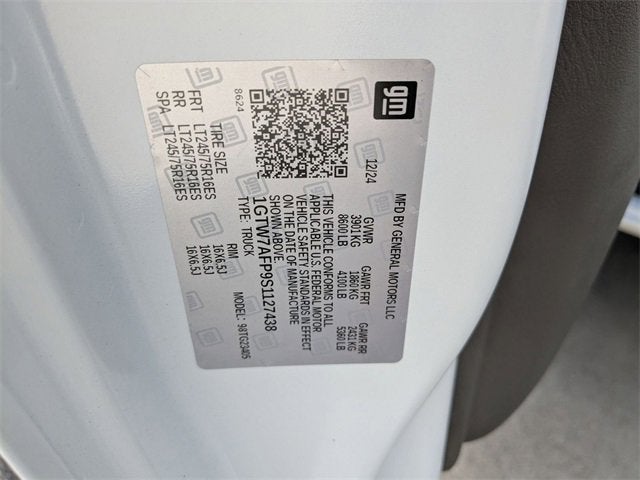 gm
MFD BY GENERAL MOTORS LLC
12/24
GVWR GAWR FRT GAWR RR
3901 KG 1860 KG 2431 KG
8600 LB 4100 LB 5360 LB
THIS VEHICLE CONFORMS TO ALL
APPLICABLE U.S. FEDERAL MOTOR
VEHICLE SAFETY STANDARDS IN EFFECT
ON THE DATE OF MANUFACTURE
SHOWN ABOVE.
1GTW7AFP9S1127438
TYPE: TRUCK MODEL: 98TG23405
8624
TIRE SIZE RIM
FRT LT245/75R16ES 16X6.5J
RR LT245/75R16ES 16X6.5J
SPA LT245/75R16ES 16X6.5J